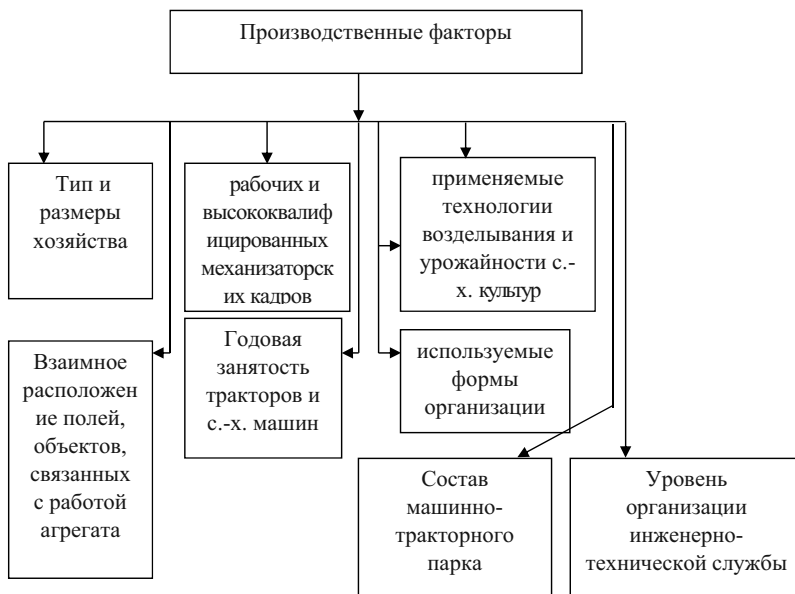 Производственные факторы
Тип и
размеры
хозяйства
рабочих и
высококвалиф
ицированных
механизаторск
их кадров
применяемые
технологии
возделывания и
урожайности с.-
х. культур
Взаимное
расположен
ие полей,
объектов,
связанных
с работой
агрегата
Годовая
занятость
тракторов и
с.-х. машин
используемые
формы
организации
Состав
машинно-
тракторного
парка
Уровень
организации
инженерно-
технической службы